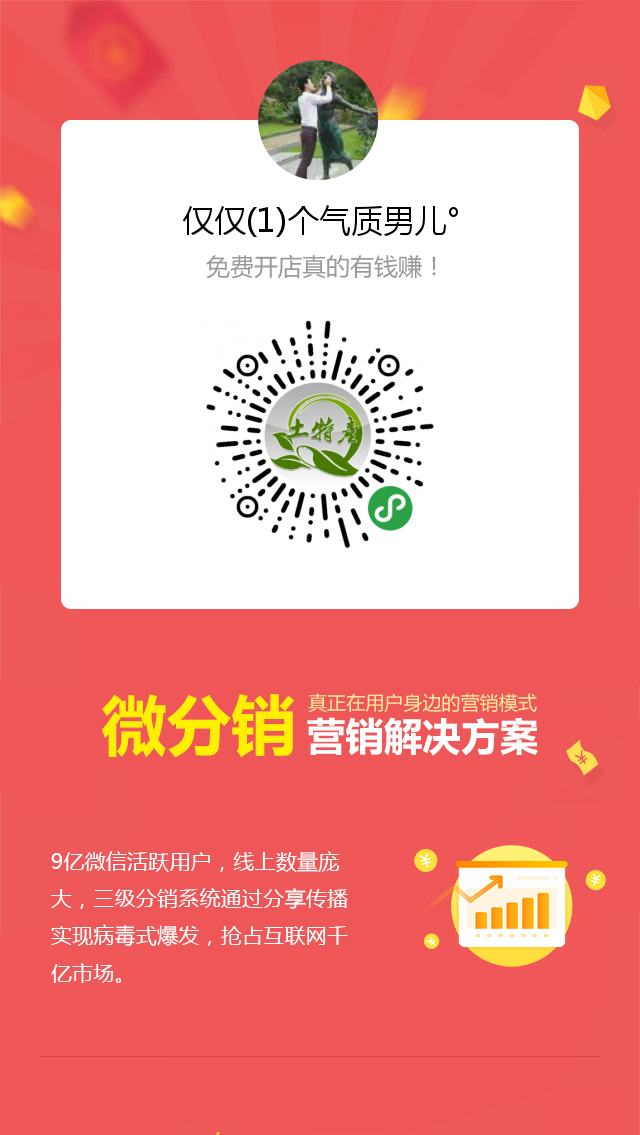 仅仅(1)个气质男儿°
免费开店真的有钱赚！
土特產
微分销
真正在用户身边的营销模式
营销解决方案
9亿微信活跃用户，线上数量庞
大，三级分销系统通过分享传播
实现病毒式爆发，抢占互联网千
亿市场。